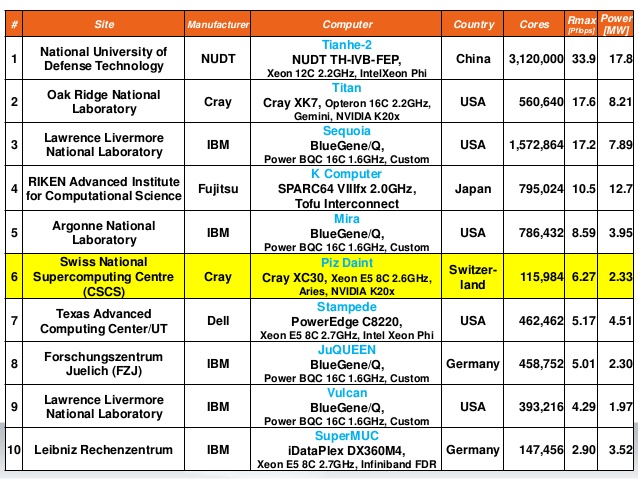 # Site Manufacturer Computer Country Cores Rmax [Pflops] Power [MW]
1 National University of Defense Technology NUDT Tianhe-2 NUDT TH-IVB-FEP, Xeon 12C 2.2GHz, IntelXeon Phi China 3,120,000 33.9 17.8
2 Oak Ridge National Laboratory Cray Titan Cray XK7, Opteron 16C 2.2GHz, Gemini, NVIDIA K20x USA 560,640 17.6 8.21
3 Lawrence Livermore National Laboratory IBM Sequoia BlueGene/Q, Power BQC 16C 1.6GHz, Custom USA 1,572,864 17.2 7.89
4 RIKEN Advanced Institute for Computational Science Fujitsu K Computer SPARC64 VIIIfx 2.0GHz, Tofu Interconnect Japan 795,024 10.5 12.7
5 Argonne National Laboratory IBM Mira BlueGene/Q, Power BQC 16C 1.6GHz, Custom USA 786,432 8.59 3.95
6 Swiss National Supercomputing Centre (CSCS) Cray Piz Daint Cray XC30, Xeon E5 8C 2.6GHz, Aries, NVIDIA K20x Switzer-land 115,984 6.27 2.33
7 Texas Advanced Computing Center/UT Dell Stampede PowerEdge C8220, Xeon E5 8C 2.7GHz, Intel Xeon Phi USA 462,462 5.17 4.51
8 Forschungszentrum Juelich (FZJ) IBM JuQUEEN BlueGene/Q, Power BQC 16C 1.6GHz, Custom Germany 458,752 5.01 2.30
9 Lawrence Livermore National Laboratory IBM Vulcan BlueGene/Q, Power BQC 16C 1.6GHz, Custom USA 393,216 4.29 1.97
10 Leibniz Rechenzentrum IBM SuperMUC iDataPlex DX360M4, Xeon E5 8C 2.7GHz, Infiniband FDR Germany 147,456 2.90 3.52